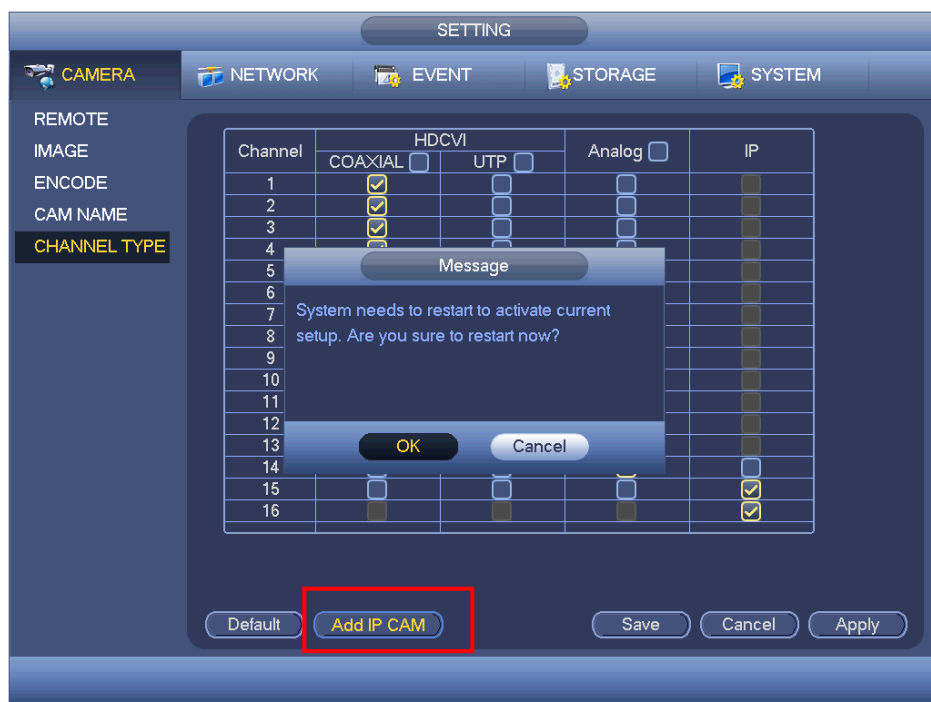 SETTING
CAMERA NETWORK EVENT STORAGE SYSTEM
REMOTE
IMAGE
ENCODE
CAM NAME
CHANNEL TYPE
Channel HDCVI Analog IP
COAXIAL UTP
1
2
3
4
5
6
7
8
9
10
11
12
13
14
15
16
Message
System needs to restart to activate current
setup. Are you sure to restart now?
OK Cancel
Default Add IP CAM Save Cancel Apply